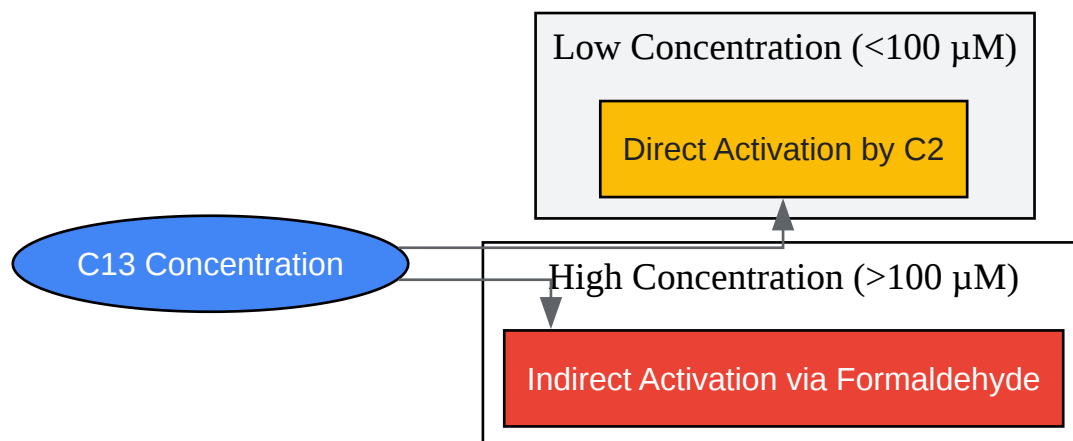 Low Concentration (<100 µM)
Direct Activation by C2
C13 Concentration
High Concentration (>100 µM)
Indirect Activation via Formaldehyde